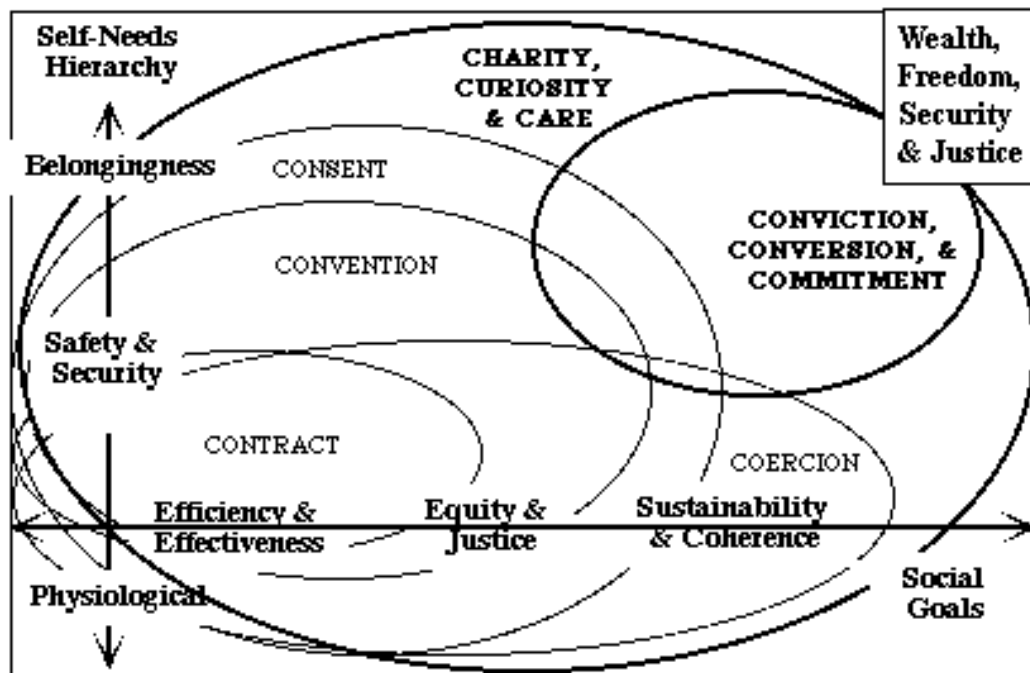 Self-Needs
Hierarchy
CHARITY,
CURIOSITY
& CARE
Wealth,
Freedom,
Security
& Justice
Belongingness
CONSENT
CONVICTION,
CONVERSION, &
COMMITMENT
CONVENTION
Safety &
Security
CONTRACT
COERCION
Efficiency &
Effectiveness
Equity &
Justice
Sustainability
& Coherence
Physiological
Social
Goals